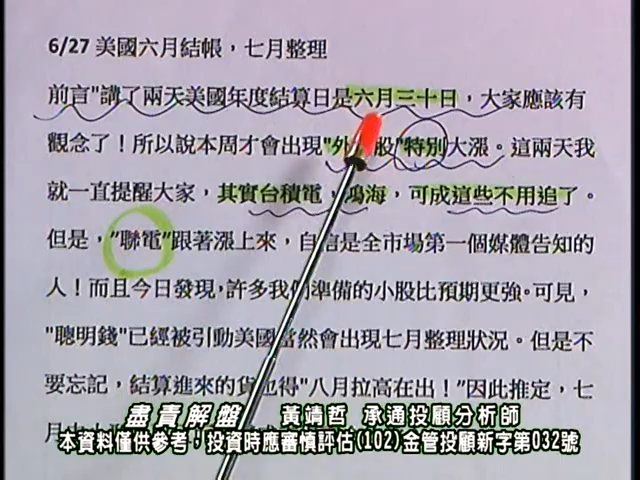 6/27 美國六月結帳，七月整理
前言"講了兩天美國年度結算日是六月三十日，大家應該有
觀念了！所以說本周才會出現"外 股"特別大漲。這兩天我
就一直提醒大家，其實台積電，鴻海，可成這些不用追了。
但是，"聯電"跟著漲上來，自信是全市場第一個媒體告知的
人！而且今日發現，許多我們準備的小股比預期更強。可見，
"聰明錢"已經被引動美國當然會出現七月整理狀況。但是不
要忘記，結算進來的貨也得"八月拉高在出！"因此推定，七
月
盡責解盤 黃靖哲 承通投顧分析師
本資料僅供參考，投資時應審慎評估(102)金管投顧新字第032號